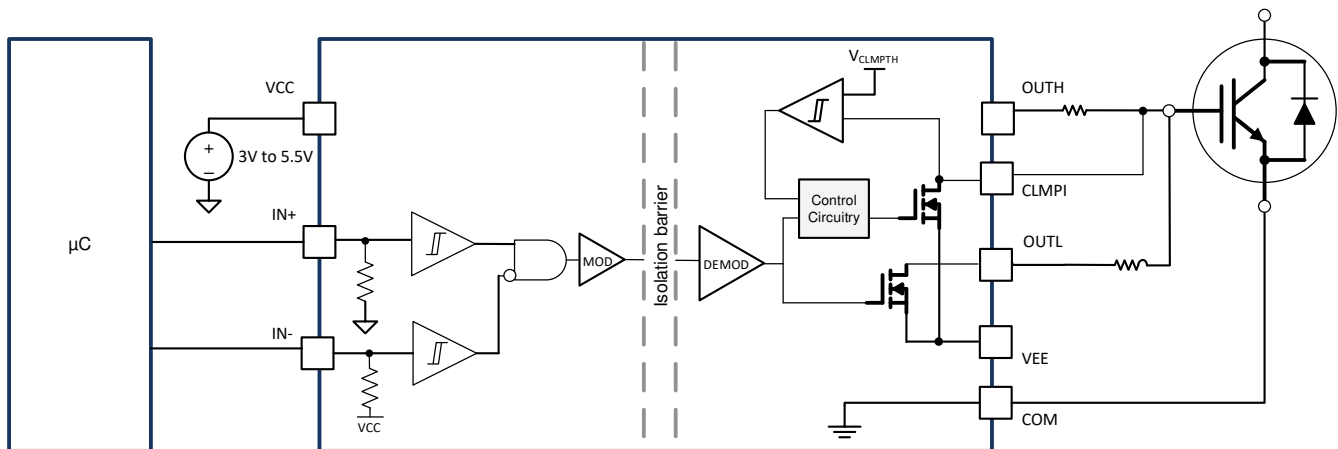 VCC
3V to 5.5V
+
−
μC
IN+
IN-
VCC
MOD
Isolation barrier
DEMOD
VCLMPTH
Control
Circuitry
OUTH
CLMPI
OUTL
VEE
COM